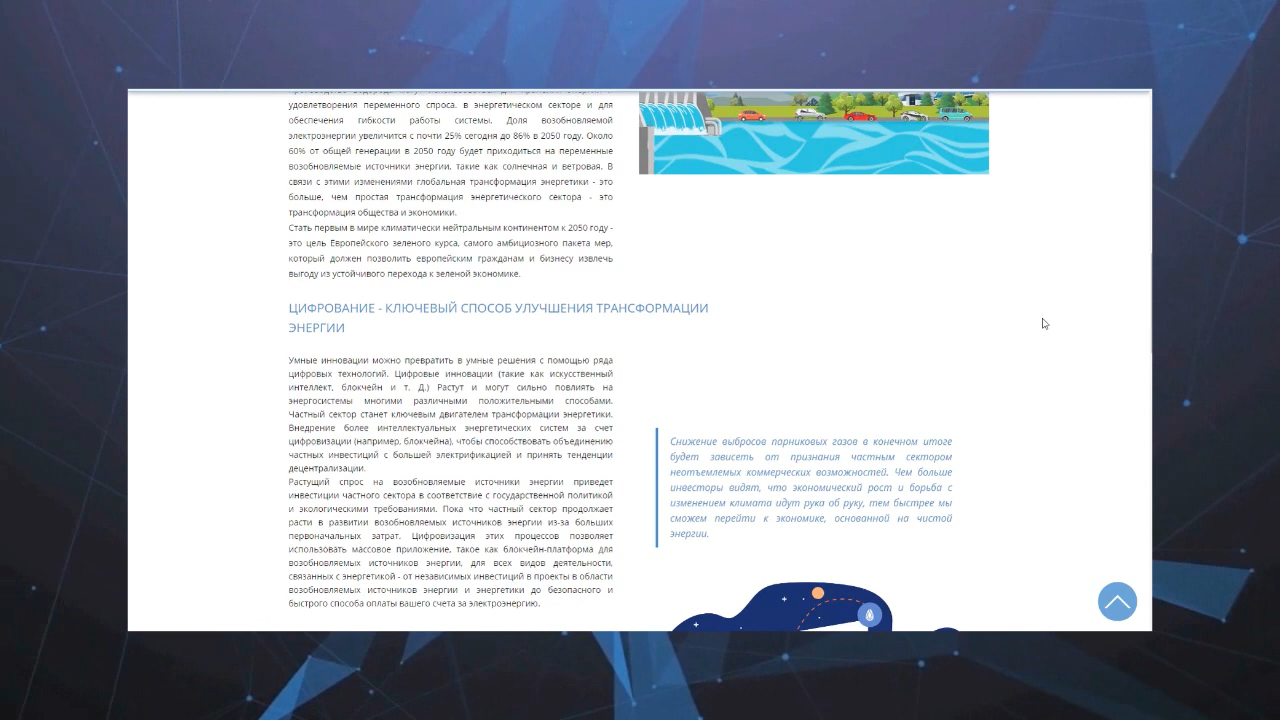 удовлетворения переменного спроса. в энергетическом секторе и для
обеспечения гибкости работы системы. Доля возобновляемой
электроэнергии увеличится с почти 25% сегодня до 86% в 2050 году. Около
60% от общей генерации в 2050 году будет приходиться на переменные
возобновляемые источники энергии, такие как солнечная и ветровая. В
связи с этими изменениями глобальная трансформация энергетики - это
больше, чем простая трансформация энергетического сектора - это
трансформация общества и экономики.
Стать первым в мире климатически нейтральным континентом к 2050 году -
это цель Европейского зеленого курса, самого амбициозного пакета мер,
который должен позволить европейским гражданам и бизнесу извлечь
выгоду из устойчивого перехода к зеленой экономике.
ЦИФРОВАНИЕ - КЛЮЧЕВЫЙ СПОСОБ УЛУЧШЕНИЯ ТРАНСФОРМАЦИИ
ЭНЕРГИИ
Умные инновации можно превратить в умные решения с помощью ряда
цифровых технологий. Цифровые инновации (такие как искусственный
интеллект, блокчейн и т. Д.) Растут и могут сильно повлиять на
энергосистемы многими различными положительными способами.
Частный сектор станет ключевым двигателем трансформации энергетики.
Внедрение более интеллектуальных энергетических систем за счет
цифровизации (например, блокчейна), чтобы способствовать объединению
частных инвестиций с большей электрификацией и принять тенденции
децентрализации.
Растущий спрос на возобновляемые источники энергии приведет
инвестиции частного сектора в соответствие с государственной политикой
и экологическими требованиями. Пока что частный сектор продолжает
расти в развитии возобновляемых источников энергии из-за больших
первоначальных затрат. Цифровизация этих процессов позволяет
использовать массовое приложение, такое как блокчейн-платформа для
возобновляемых источников энергии, для всех видов деятельности,
связанных с энергетикой - от независимых инвестиций в проекты в области
возобновляемых источников энергии и энергетики до безопасного и
быстрого способа оплаты вашего счета за электроэнергию.
Снижение выбросов парниковых газов в конечном итоге
будет зависеть от признания частным сектором
неотъемлемых коммерческих возможностей. Чем больше
инвесторы видят, что экономический рост и борьба с
изменением климата идут рука об руку, тем быстрее мы
сможем перейти к экономике, основанной на чистой
энергии.